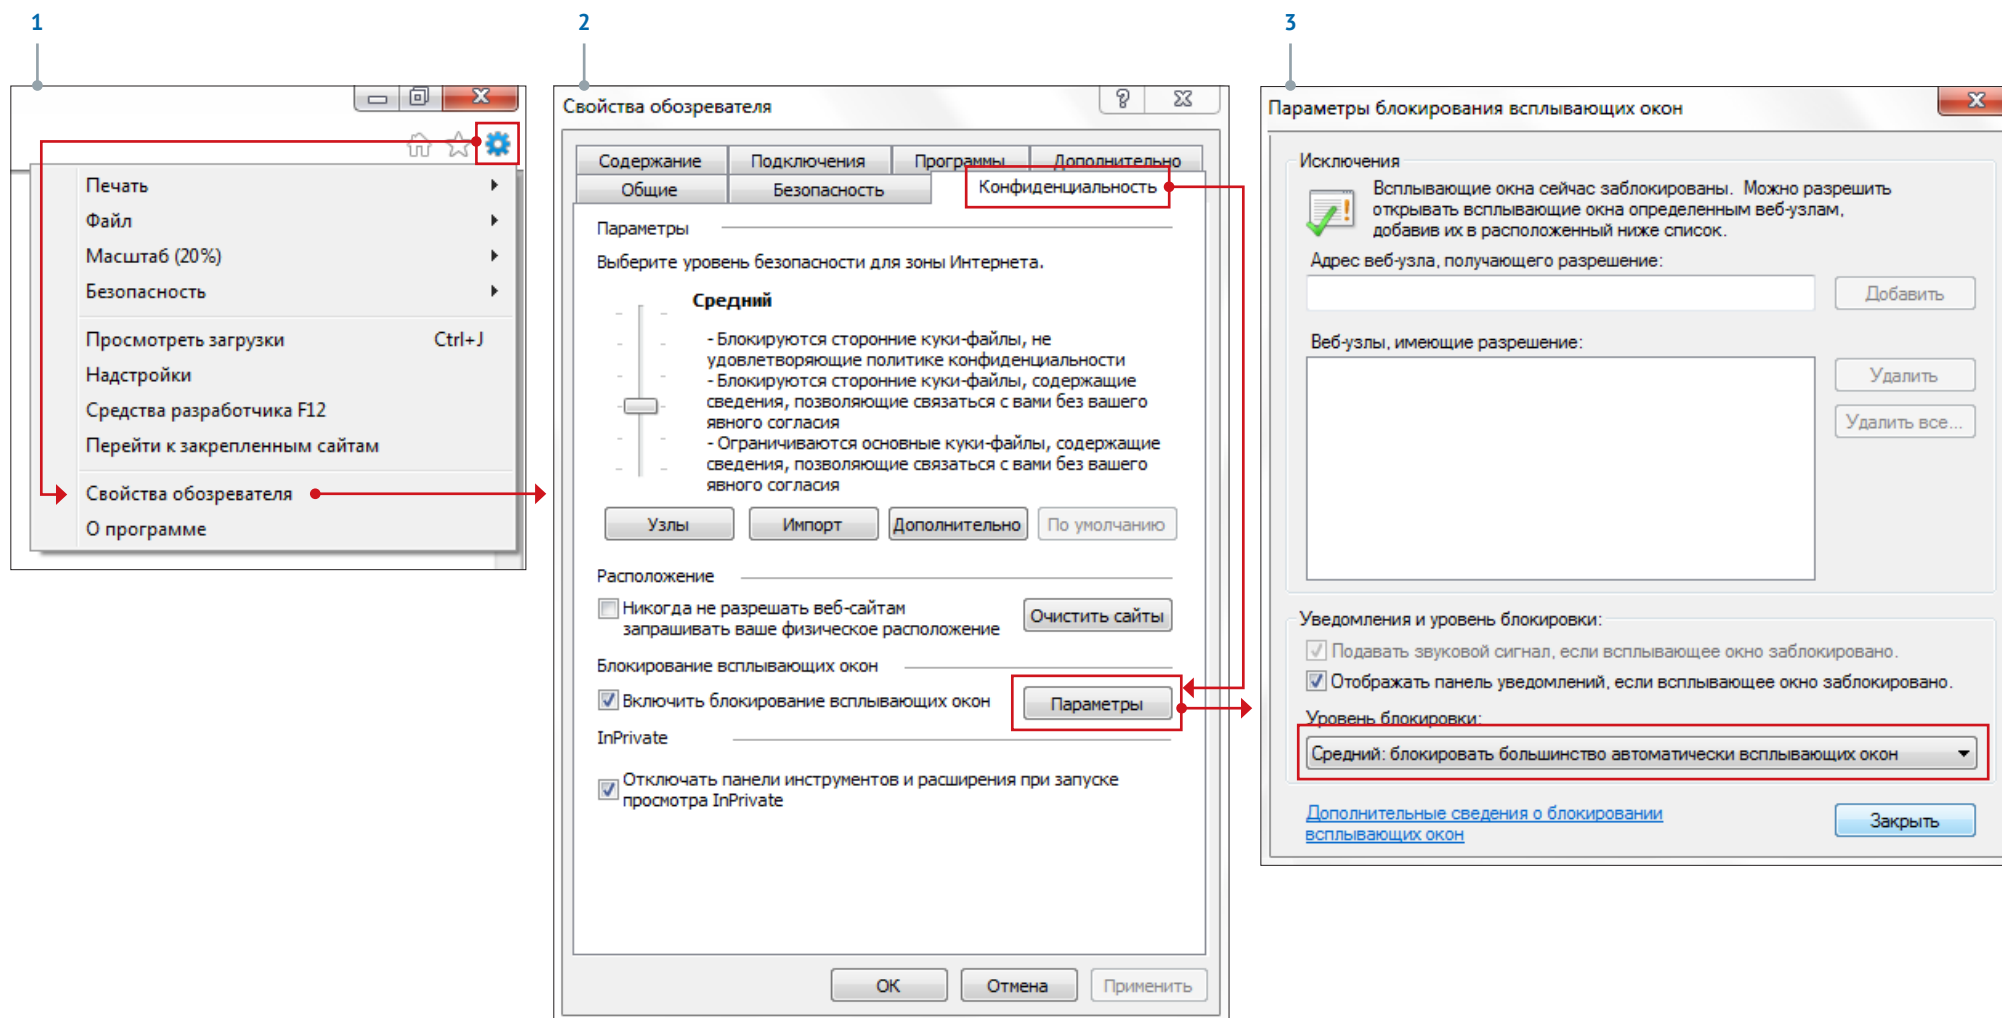 1
Печать
Файл
Масштаб (20%)
Безопасность
Просмотреть загрузки Ctrl+J
Надстройки
Средства разработчика F12
Перейти к закрепленным сайтам
Свойства обозревателя
О программе
2
Свойства обозревателя
Содержание Подключения Программы Дополнительно
Общие Безопасность Конфиденциальность
Параметры
Выберите уровень безопасности для зоны Интернета.
Средний
- Блокируются сторонние куки-файлы, не
удовлетворяющие политике конфиденциальности
- Блокируются сторонние куки-файлы, содержащие
сведения, позволяющие связаться с вами без вашего
явного согласия
- Ограничиваются основные куки-файлы, содержащие
сведения, позволяющие связаться с вами без вашего
явного согласия
Узлы Импорт Дополнительно По умолчанию
Расположение
Никогда не разрешать веб-сайтам
запрашивать ваше физическое расположение
Очистить сайты
Блокирование всплывающих окон
Включить блокирование всплывающих окон Параметры
InPrivate
Отключать панели инструментов и расширения при запуске
просмотра InPrivate
ОК Отмена Применить
3
Параметры блокирования всплывающих окон
Исключения
Всплывающие окна сейчас заблокированы. Можно разрешить
открывать всплывающие окна определенным веб-узлам,
добавив их в расположенный ниже список.
Адрес веб-узла, получающего разрешение:
Добавить
Веб-узлы, имеющие разрешение:
Удалить
Удалить все...
Уведомления и уровень блокировки:
Подавать звуковой сигнал, если всплывающее окно заблокировано.
Отображать панель уведомлений, если всплывающее окно заблокировано.
Уровень блокировки:
Средний: блокировать большинство автоматически всплывающих окон
Дополнительные сведения о блокировании
всплывающих окон
Закрыть